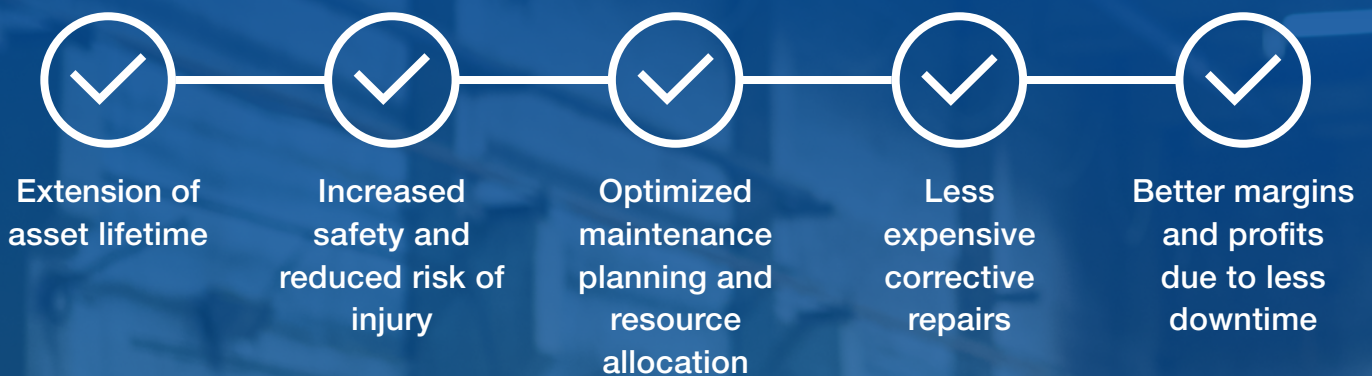 Extension of
asset lifetime
Increased
safety and
reduced risk of
injury
Optimized
maintenance
planning and
resource
allocation
Less
expensive
corrective
repairs
Better margins
and profits
due to less
downtime